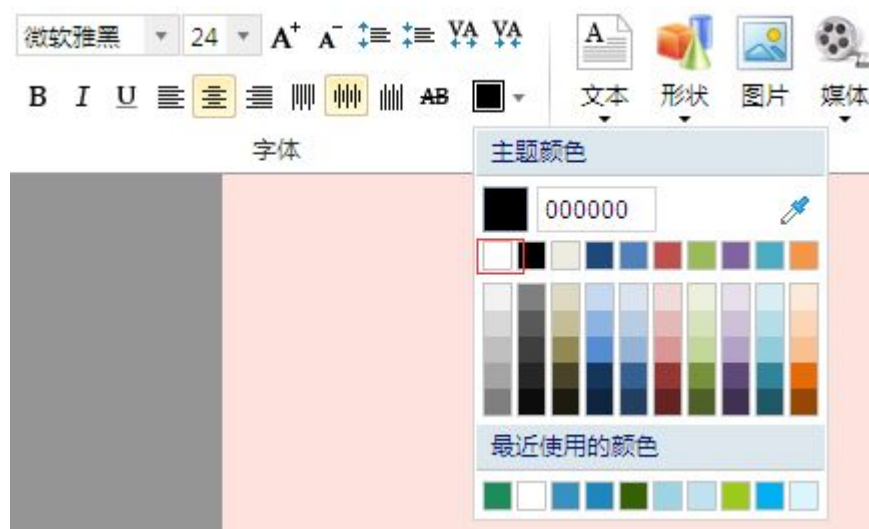 微软雅黑 24 A+ A- VA VA
B I U AB
A
文本 形状 图片 媒体
字体
主题颜色
000000
最近使用的颜色